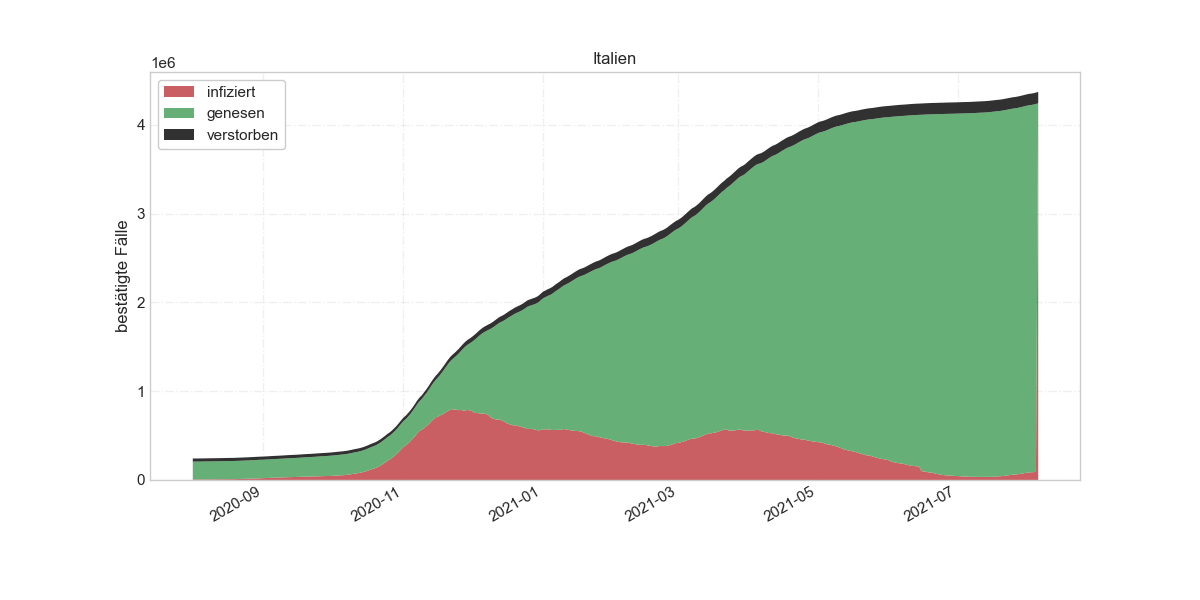 Italien
1e6
infiziert
genesen
verstorben
bestätigte Fälle
4
3
2
1
0
2020-09
2020-11
2021-01
2021-03
2021-05
2021-07